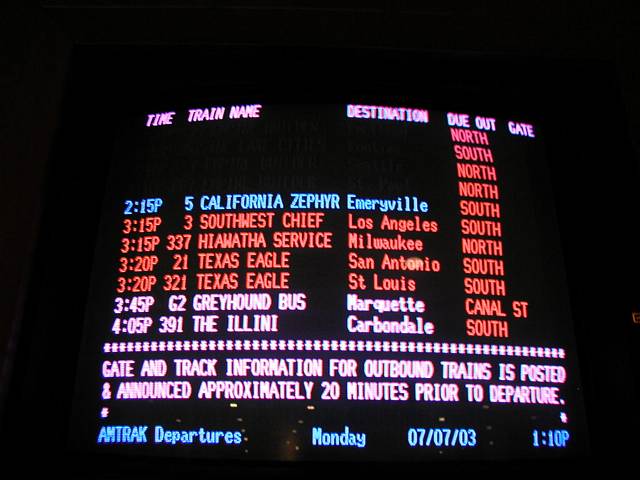 TIME TRAIN NAME DESTINATION DUE OUT GATE
NORTH
SOUTH
NORTH
NORTH
2:15P 5 CALIFORNIA ZEPHYR Emeryville SOUTH
3:15P 3 SOUTHWEST CHIEF Los Angeles SOUTH
3:15P 337 HIAWATHA SERVICE Milwaukee NORTH
3:20P 21 TEXAS EAGLE San Antonio SOUTH
3:20P 321 TEXAS EAGLE St Louis SOUTH
3:45P G2 GREYHOUND BUS Marquette CANAL ST
4:05P 391 THE ILLINI Carbondale SOUTH
GATE AND TRACK INFORMATION FOR OUTBOUND TRAINS IS POSTED
& ANNOUNCED APPROXIMATELY 20 MINUTES PRIOR TO DEPARTURE.
* *
AMTRAK Departures Monday 07/07/03 1:10P